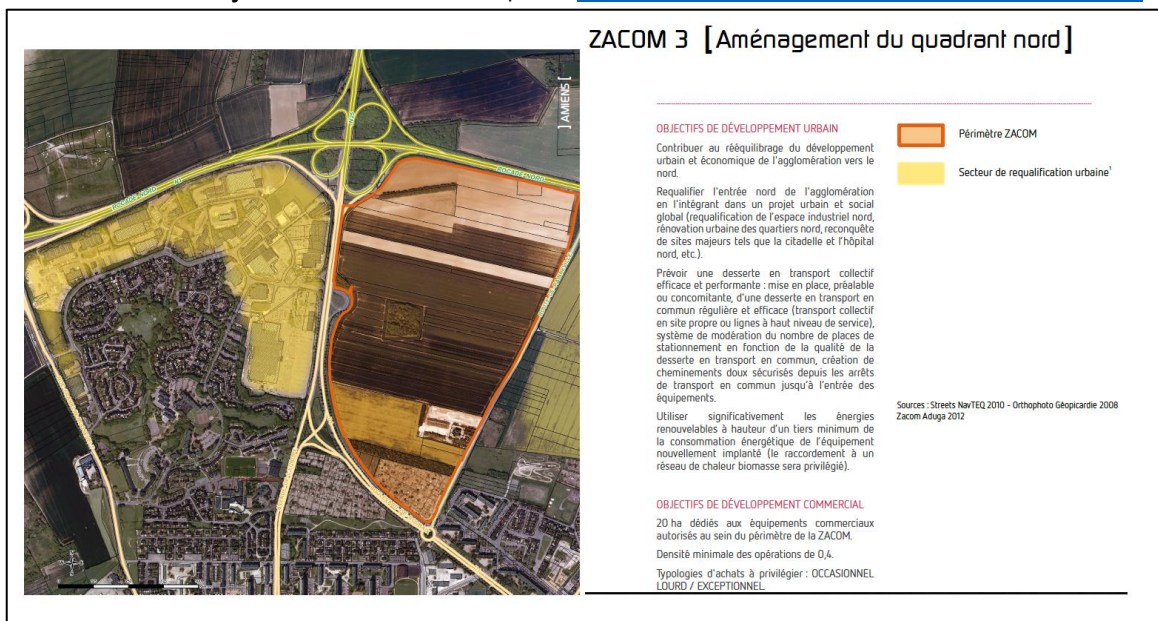 ZACOM 3 [Aménagement du quadrant nord]
] AMIENS [
ROCADE NORD
N1
N25
ROCADE NORD
OBJECTIFS DE DÉVELOPPEMENT URBAIN
Contribuer au rééquilibrage du développement
urbain et économique de l'agglomération vers le
nord.
Requalifier l'entrée nord de l'agglomération
en l'intégrant dans un projet urbain et social
global (requalification de l'espace industriel nord,
rénovation urbaine des quartiers nord, reconquête
de sites majeurs tels que la citadelle et l'hôpital
nord, etc.).
Prévoir une desserte en transport collectif
efficace et performante : mise en place, préalable
ou concomitante, d'une desserte en transport en
commun régulière et efficace (transport collectif
en site propre ou lignes à haut niveau de service),
système de modération du nombre de places de
stationnement en fonction de la qualité de la
desserte en transport en commun, création de
cheminements doux sécurisés depuis les arrêts
de transport en commun jusqu'à l'entrée des
équipements.
Utiliser significativement les énergies
renouvelables à hauteur d'un tiers minimum de
la consommation énergétique de l'équipement
nouvellement implanté (le raccordement à un
réseau de chaleur biomasse sera privilégié).
OBJECTIFS DE DÉVELOPPEMENT COMMERCIAL
20 ha dédiés aux équipements commerciaux
autorisés au sein du périmètre de la ZACOM.
Densité minimale des opérations de 0,4.
Typologies d'achats à privilégier : OCCASIONNEL
LOURD / EXCEPTIONNEL
Périmètre ZACOM
Secteur de requalification urbaine¹
Sources : Streets NavTEQ 2010 - Orthophoto Géopicardie 2008
Zacom Aduga 2012